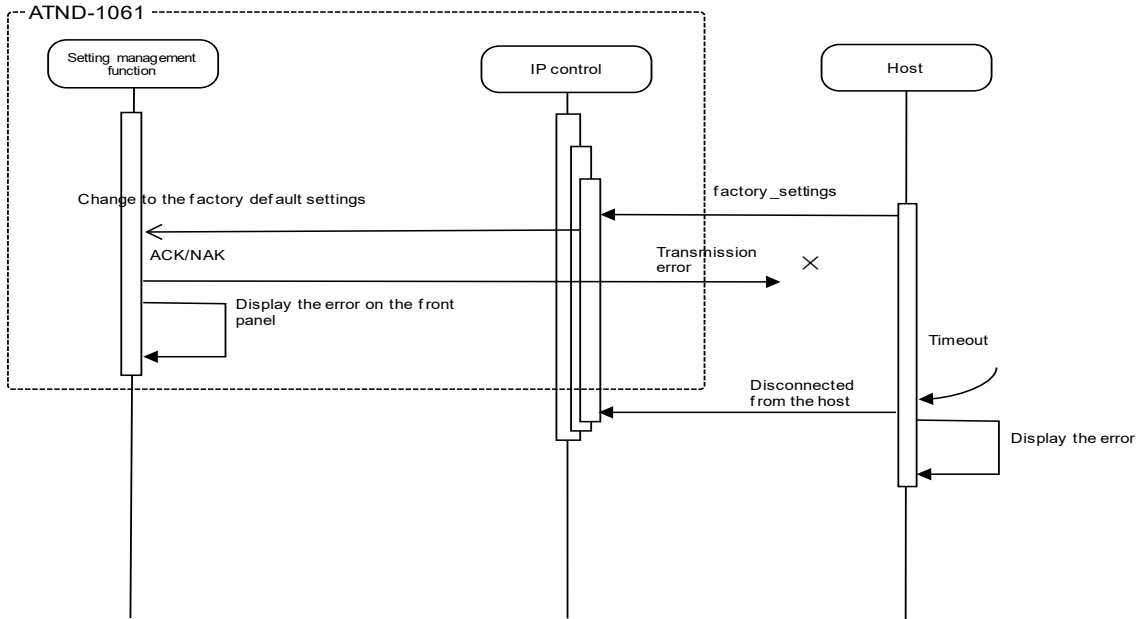 ATND-1061
Setting management
function
IP control
Host
factory_settings
Change to the factory default settings
ACK/NAK
Transmission
error
Display the error on the front
panel
Timeout
Disconnected
from the host
Display the error